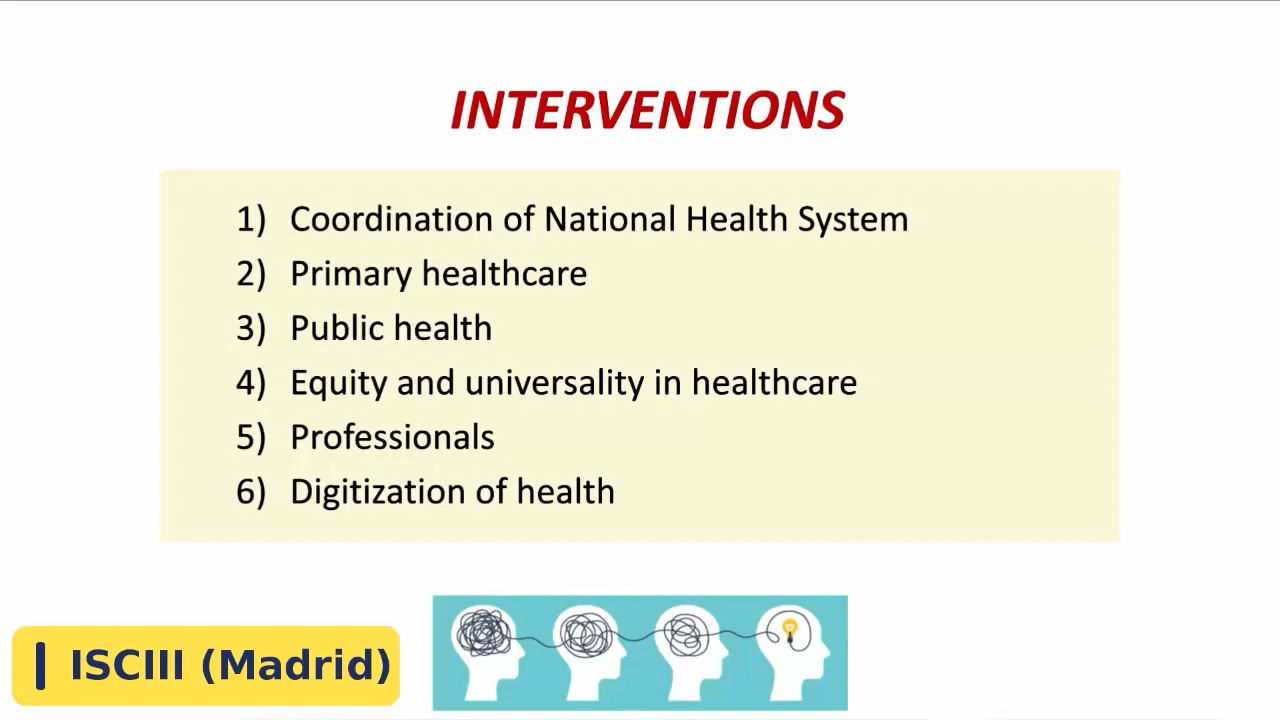 INTERVENTIONS
1) Coordination of National Health System
2) Primary healthcare
3) Public health
4) Equity and universality in healthcare
5) Professionals
6) Digitization of health
ISCIII (Madrid)